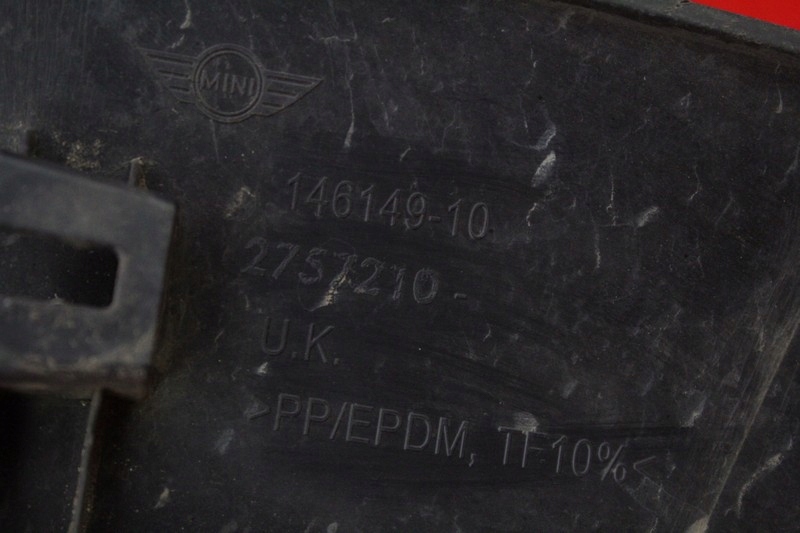 MINI
146149-10
2757210 -
U.K.
>PP/EPDM, TF10%<